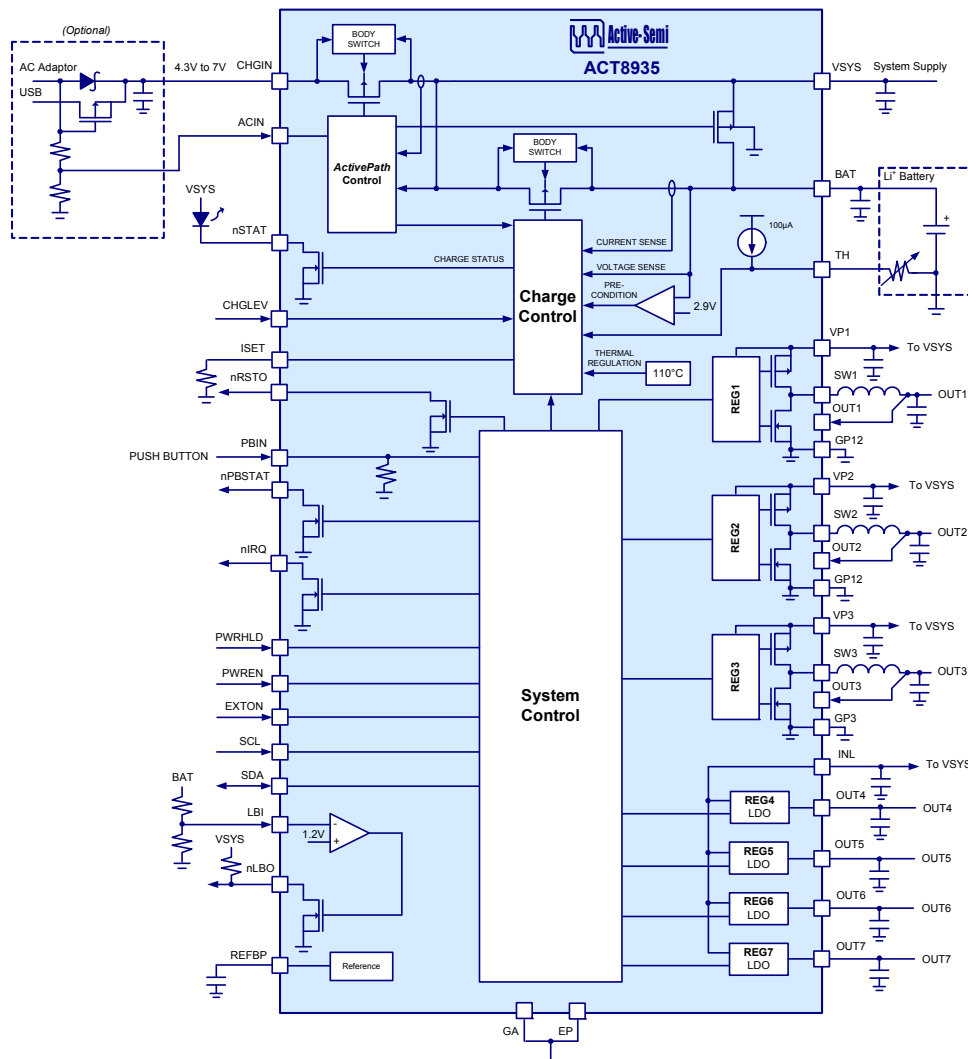 (Optional)
AC Adaptor
USB
4.3V to 7V
CHGIN
ACIN
VSYS
nSTAT
CHGLEV
ISET
nRSTO
PBIN
PUSH BUTTON
nPBSTAT
nIRQ
PWRHLD
PWREN
EXTON
SCL
SDA
BAT
LBI
VSYS
nLBO
REFBP
BODY
SWITCH
Active-Semi
ACT8935
ActivePath
Control
BODY
SWITCH
CHARGE STATUS
CURRENT SENSE
VOLTAGE SENSE
PRE-
CONDITION
2.9V
100µA
Charge
Control
THERMAL
REGULATION
110°C
System
Control
1.2V
-
+
Reference
REG1
REG2
REG3
REG4
LDO
REG5
LDO
REG6
LDO
REG7
LDO
VSYS
System Supply
BAT
Li+ Battery
+
TH
VP1
To VSYS
SW1
OUT1
OUT1
GP12
VP2
To VSYS
SW2
OUT2
OUT2
GP12
VP3
To VSYS
SW3
OUT3
OUT3
GP3
INL
To VSYS
OUT4
OUT4
OUT5
OUT5
OUT6
OUT6
OUT7
OUT7
GA
EP